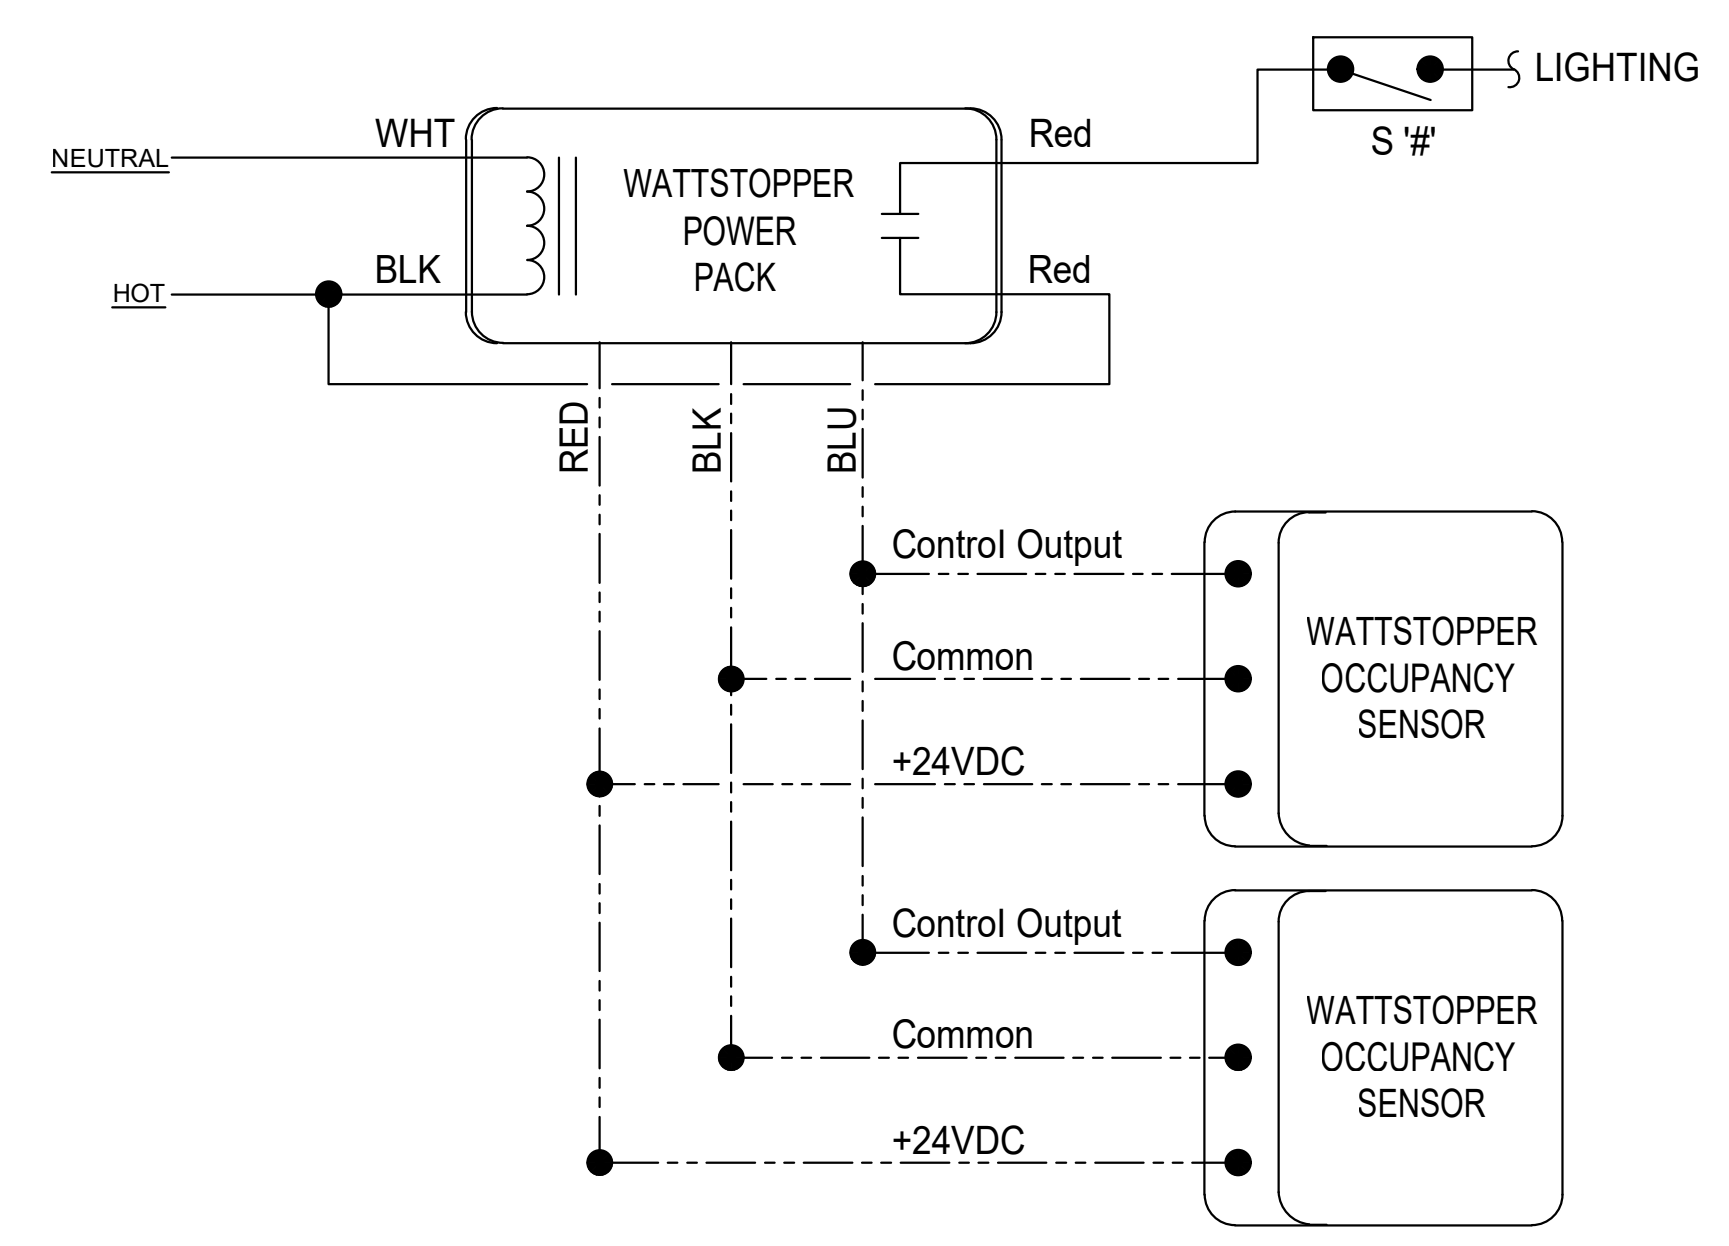 LIGHTING
S '#'
NEUTRAL
WHT
HOT
BLK
WATTSTOPPER
POWER
PACK
Red
Red
RED
BLK
BLU
Control Output
Common
+24VDC
WATTSTOPPER
OCCUPANCY
SENSOR
Control Output
Common
+24VDC
WATTSTOPPER
OCCUPANCY
SENSOR